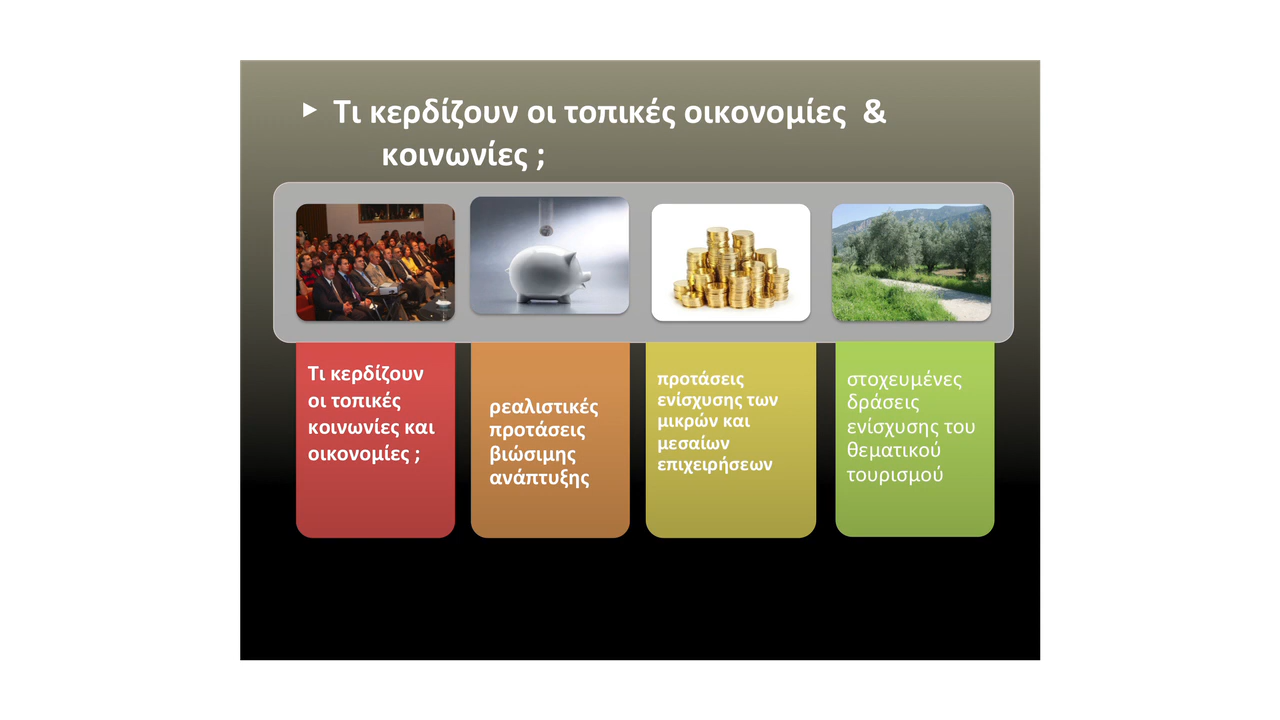 Τι κερδίζουν οι τοπικές οικονομίες &
κοινωνίες ;
Τι κερδίζουν
οι τοπικές
κοινωνίες και
οικονομίες ;
ρεαλιστικές
προτάσεις
βιώσιμης
ανάπτυξης
προτάσεις
ενίσχυσης των
μικρών και
μεσαίων
επιχειρήσεων
στοχευμένες
δράσεις
ενίσχυσης του
θεματικού
τουρισμού